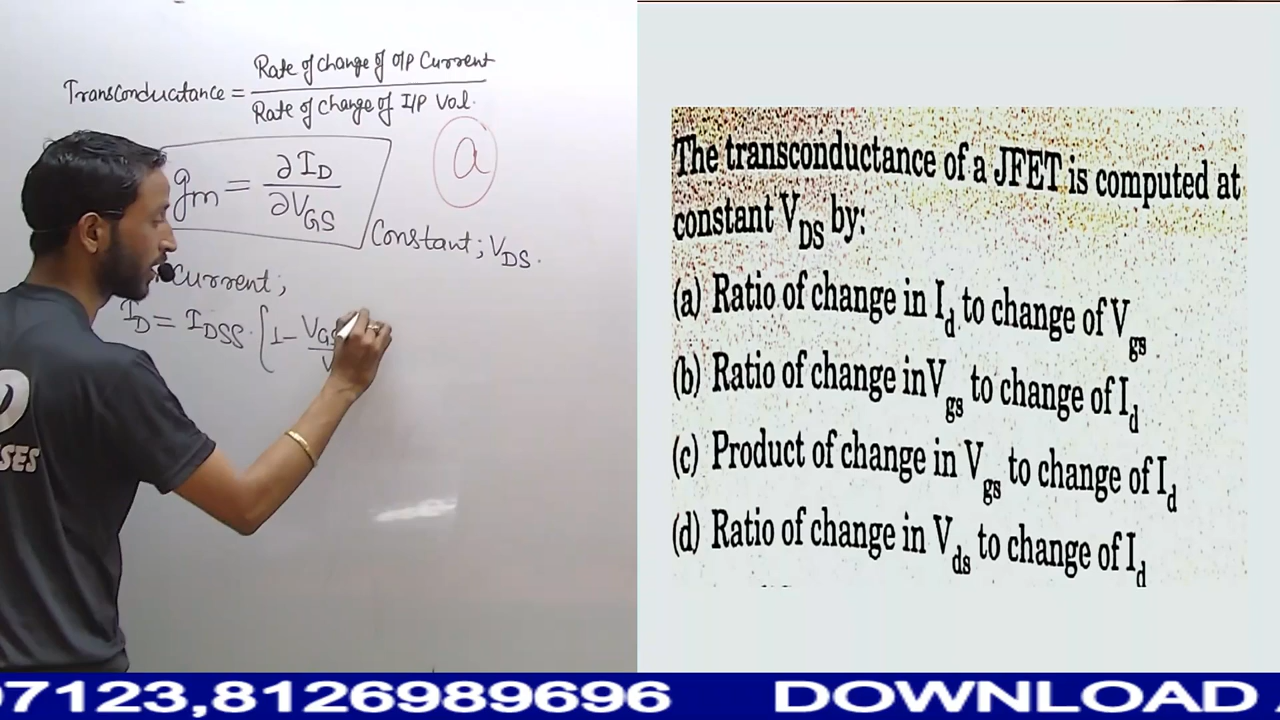 Transconductance = Rate of change of O/P Current
Rate of change of I/P Vol.
gm = ∂ID
∂VGS
a
Constant; VDS.
Current;
ID = IDSS. [1- VGS
V
SES
The transconductance of a JFET is computed at
constant VDS by:
(a) Ratio of change in Id to change of Vgs
(b) Ratio of change inVgs to change of Id
(c) Product of change in Vgs to change of Id
(d) Ratio of change in Vds to change of Id
97123,8126989696 DOWNLOAD